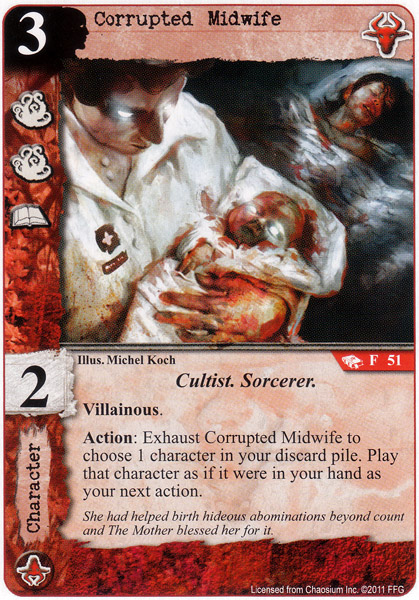 3
Corrupted Midwife
Illus. Michel Koch
F 51
2
Cultist. Sorcerer.
Villainous.
Action: Exhaust Corrupted Midwife to
choose 1 character in your discard pile. Play
that character as if it were in your hand as
your next action.
Character
She had helped birth hideous abominations beyond count
and The Mother blessed her for it.
Licensed from Chaosium Inc. ©2011 FFG